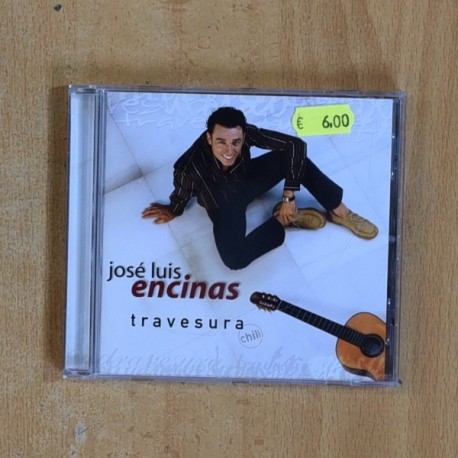 € 6.00
josé luis
encinas
travesura
chill